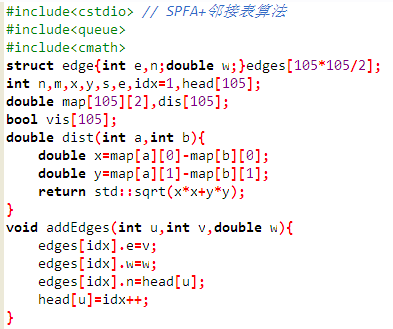 #include<cstdio> // SPFA+邻接表算法
#include<queue>
#include<cmath>
struct edge{int e,n;double w;}edges[105*105/2];
int n,m,x,y,s,e,idx=1,head[105];
double map[105][2],dis[105];
bool vis[105];
double dist(int a,int b){
    double x=map[a][0]-map[b][0];
    double y=map[a][1]-map[b][1];
    return std::sqrt(x*x+y*y);
}
void addEdges(int u,int v,double w){
    edges[idx].e=v;
    edges[idx].w=w;
    edges[idx].n=head[u];
    head[u]=idx++;
}